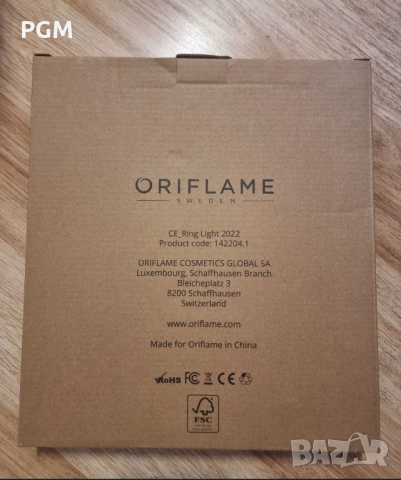 PGM
ORIFLAME
SWEDEN
CE_Ring Light 2022
Product code: 142204.1
ORIFLAME COSMETICS GLOBAL SA
Luxembourg, Schaffhausen Branch
Bleicheplatz 3
8200 Schaffhausen
Switzerland
www.oriflame.com
Made for Oriflame in China
RoHS FC CE
FSC
BAZAR